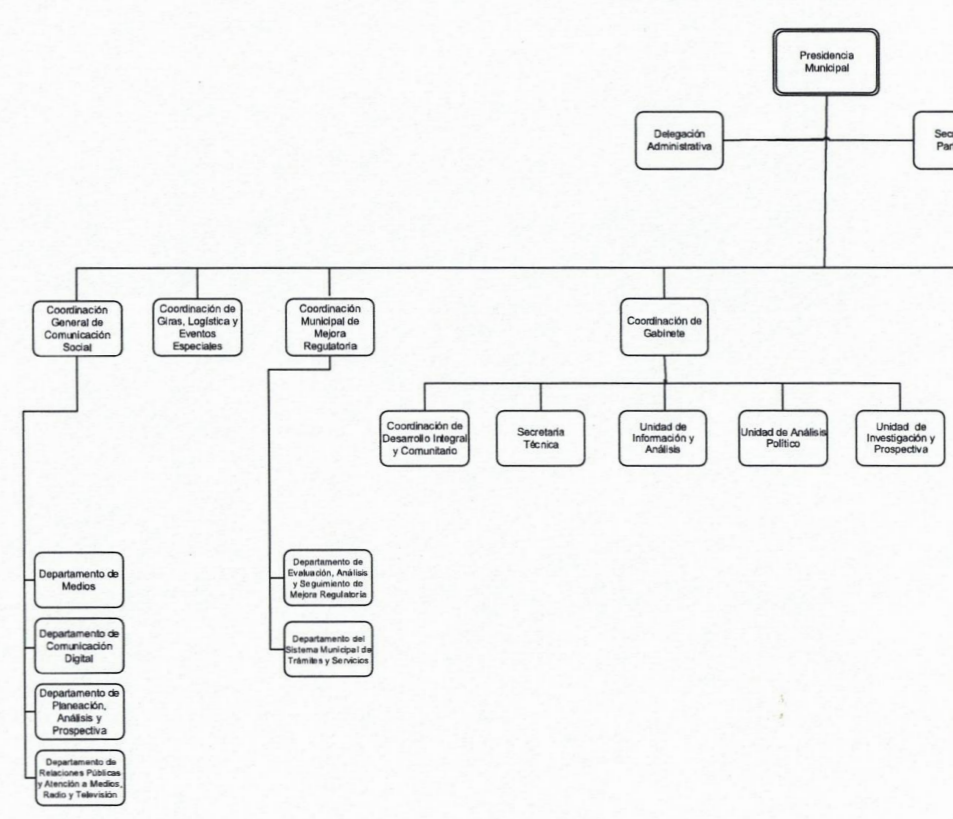 Presidencia
Municipal
Delegación
Administrativa
Coordinación
General de
Comunicación
Social
Coordinación de
Giras, Logística y
Eventos
Especiales
Coordinación
Municipal de
Mejora
Regulatoria
Coordinación de
Gabinete
Coordinación de
Desarrollo Integral
y Comunitario
Secretaría
Técnica
Unidad de
Información y
Análisis
Unidad de Análisis
Político
Unidad de
Investigación y
Prospectiva
Departamento de
Medios
Departamento de
Comunicación
Digital
Departamento de
Planeación,
Análisis y
Prospectiva
Departamento de
Relaciones Públicas
y Atención a Medios,
Radio y Televisión
Departamento de
Evaluación, Análisis
y Seguimiento de
Mejora Regulatoria
Departamento del
Sistema Municipal de
Trámites y Servicios